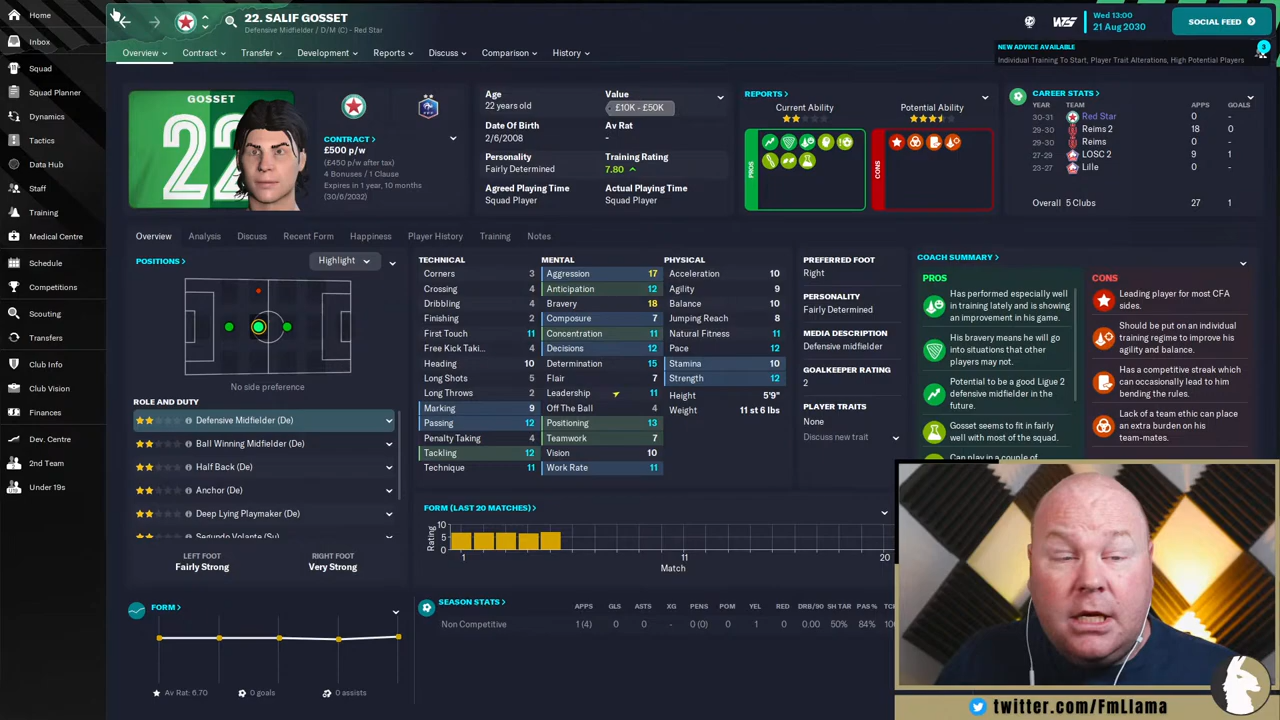 Home
Inbox
Squad
Squad Planner
Dynamics
Tactics
Data Hub
Staff
Training
Medical Centre
Schedule
Competitions
Scouting
Transfers
Club Info
Club Vision
Finances
Dev. Centre
2nd Team
Under 19s
22. SALIF GOSSET
Defensive Midfielder / D/M (C) - Red Star
Wed 13:00
21 Aug 2030
SOCIAL FEED
Overview
Contract
Transfer
Development
Reports
Discuss
Comparison
History
NEW ADVICE AVAILABLE
Individual Training To Start, Player Trait Alterations, High Potential Players
3
GOSSET
22
CONTRACT
£500 p/w
(£450 p/w after tax)
4 Bonuses / 1 Clause
Expires in 1 year, 10 months
(30/6/2032)
Age
22 years old
Value
£10K - £50K
Date Of Birth
2/6/2008
Av Rat
-
Personality
Fairly Determined
Training Rating
7.80
Agreed Playing Time
Squad Player
Actual Playing Time
Squad Player
REPORTS
Current Ability
Potential Ability
PROS
CONS
CAREER STATS
YEAR TEAM APPS GOALS
30-31 Red Star 0 -
29-30 Reims 2 18 0
29-30 Reims 0 -
27-29 LOSC 2 9 1
23-27 Lille 0 -
Overall 5 Clubs 27 1
Overview
Analysis
Discuss
Recent Form
Happiness
Player History
Training
Notes
POSITIONS
Highlight
No side preference
ROLE AND DUTY
Defensive Midfielder (De)
Ball Winning Midfielder (De)
Half Back (De)
Anchor (De)
Deep Lying Playmaker (De)
Segundo Volante (Su)
LEFT FOOT
Fairly Strong
RIGHT FOOT
Very Strong
TECHNICAL
Corners 3
Crossing 4
Dribbling 4
Finishing 2
First Touch 11
Free Kick Taki... 4
Heading 10
Long Shots 5
Long Throws 2
Marking 9
Passing 12
Penalty Taking 4
Tackling 12
Technique 11
MENTAL
Aggression 17
Anticipation 12
Bravery 18
Composure 7
Concentration 11
Decisions 12
Determination 15
Flair 7
Leadership 11
Off The Ball 4
Positioning 13
Teamwork 7
Vision 10
Work Rate 11
PHYSICAL
Acceleration 10
Agility 9
Balance 10
Jumping Reach 8
Natural Fitness 11
Pace 12
Stamina 10
Strength 12
Height 5'9"
Weight 11 st 6 lbs
PREFERRED FOOT
Right
PERSONALITY
Fairly Determined
MEDIA DESCRIPTION
Defensive midfielder
GOALKEEPER RATING
2
PLAYER TRAITS
None
Discuss new trait
COACH SUMMARY
PROS
Has performed especially well
in training lately and is showing
an improvement in his game.
His bravery means he will go
into situations that other
players may not.
Potential to be a good Ligue 2
defensive midfielder in the
future.
Gosset seems to fit in fairly
well with most of the squad.
Can play in a couple of
CONS
Leading player for most CFA
sides.
Should be put on an individual
training regime to improve his
agility and balance.
Has a competitive streak which
can occasionally lead to him
bending the rules.
Lack of a team ethic can place
an extra burden on his
team-mates.
FORM (LAST 20 MATCHES)
Rating
10
5
0
1 11 20
Match
FORM
Av Rat: 6.70
0 goals
0 assists
SEASON STATS
APPS GLS ASTS XG PENS POM YEL RED DRB/90 SH TAR PAS %
Non Competitive 1 (4) 0 0 - 0 (0) 0 1 0 0.00 50% 84%
twitter.com/FmLlama